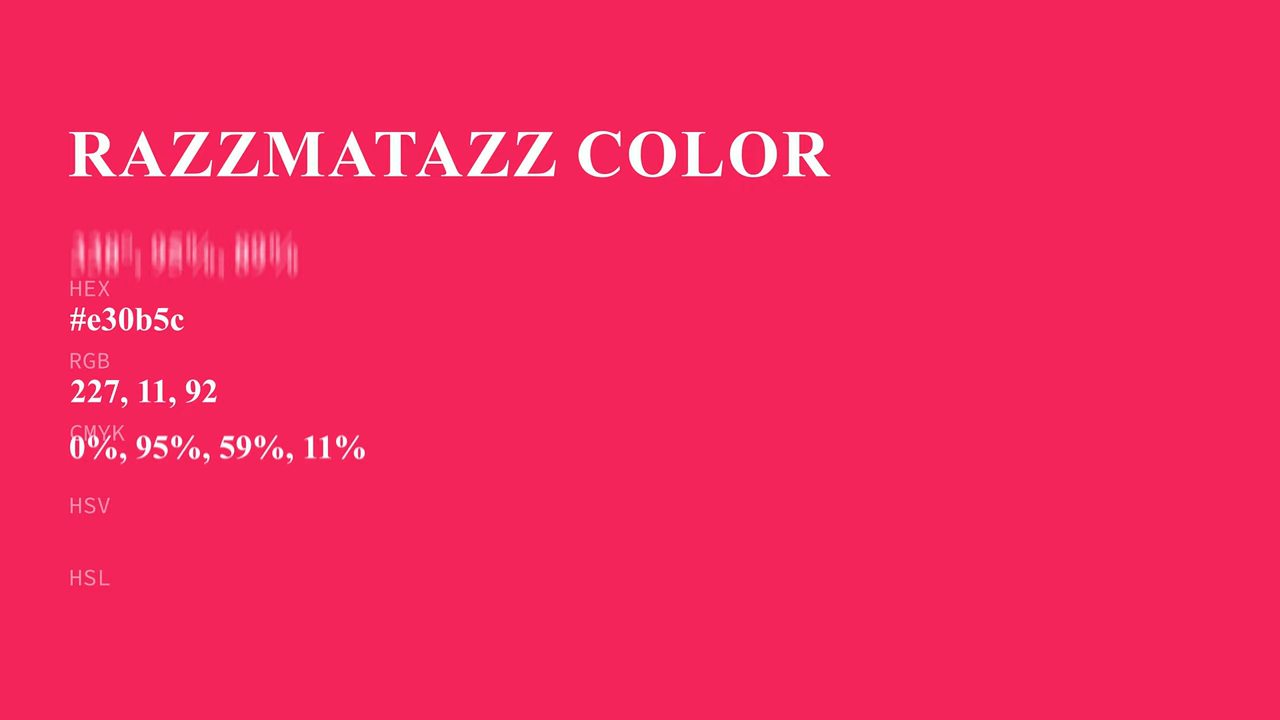 RAZZMATAZZ COLOR
HEX
#e30b5c
RGB
227, 11, 92
CMYK
0%, 95%, 59%, 11%
HSV
HSL